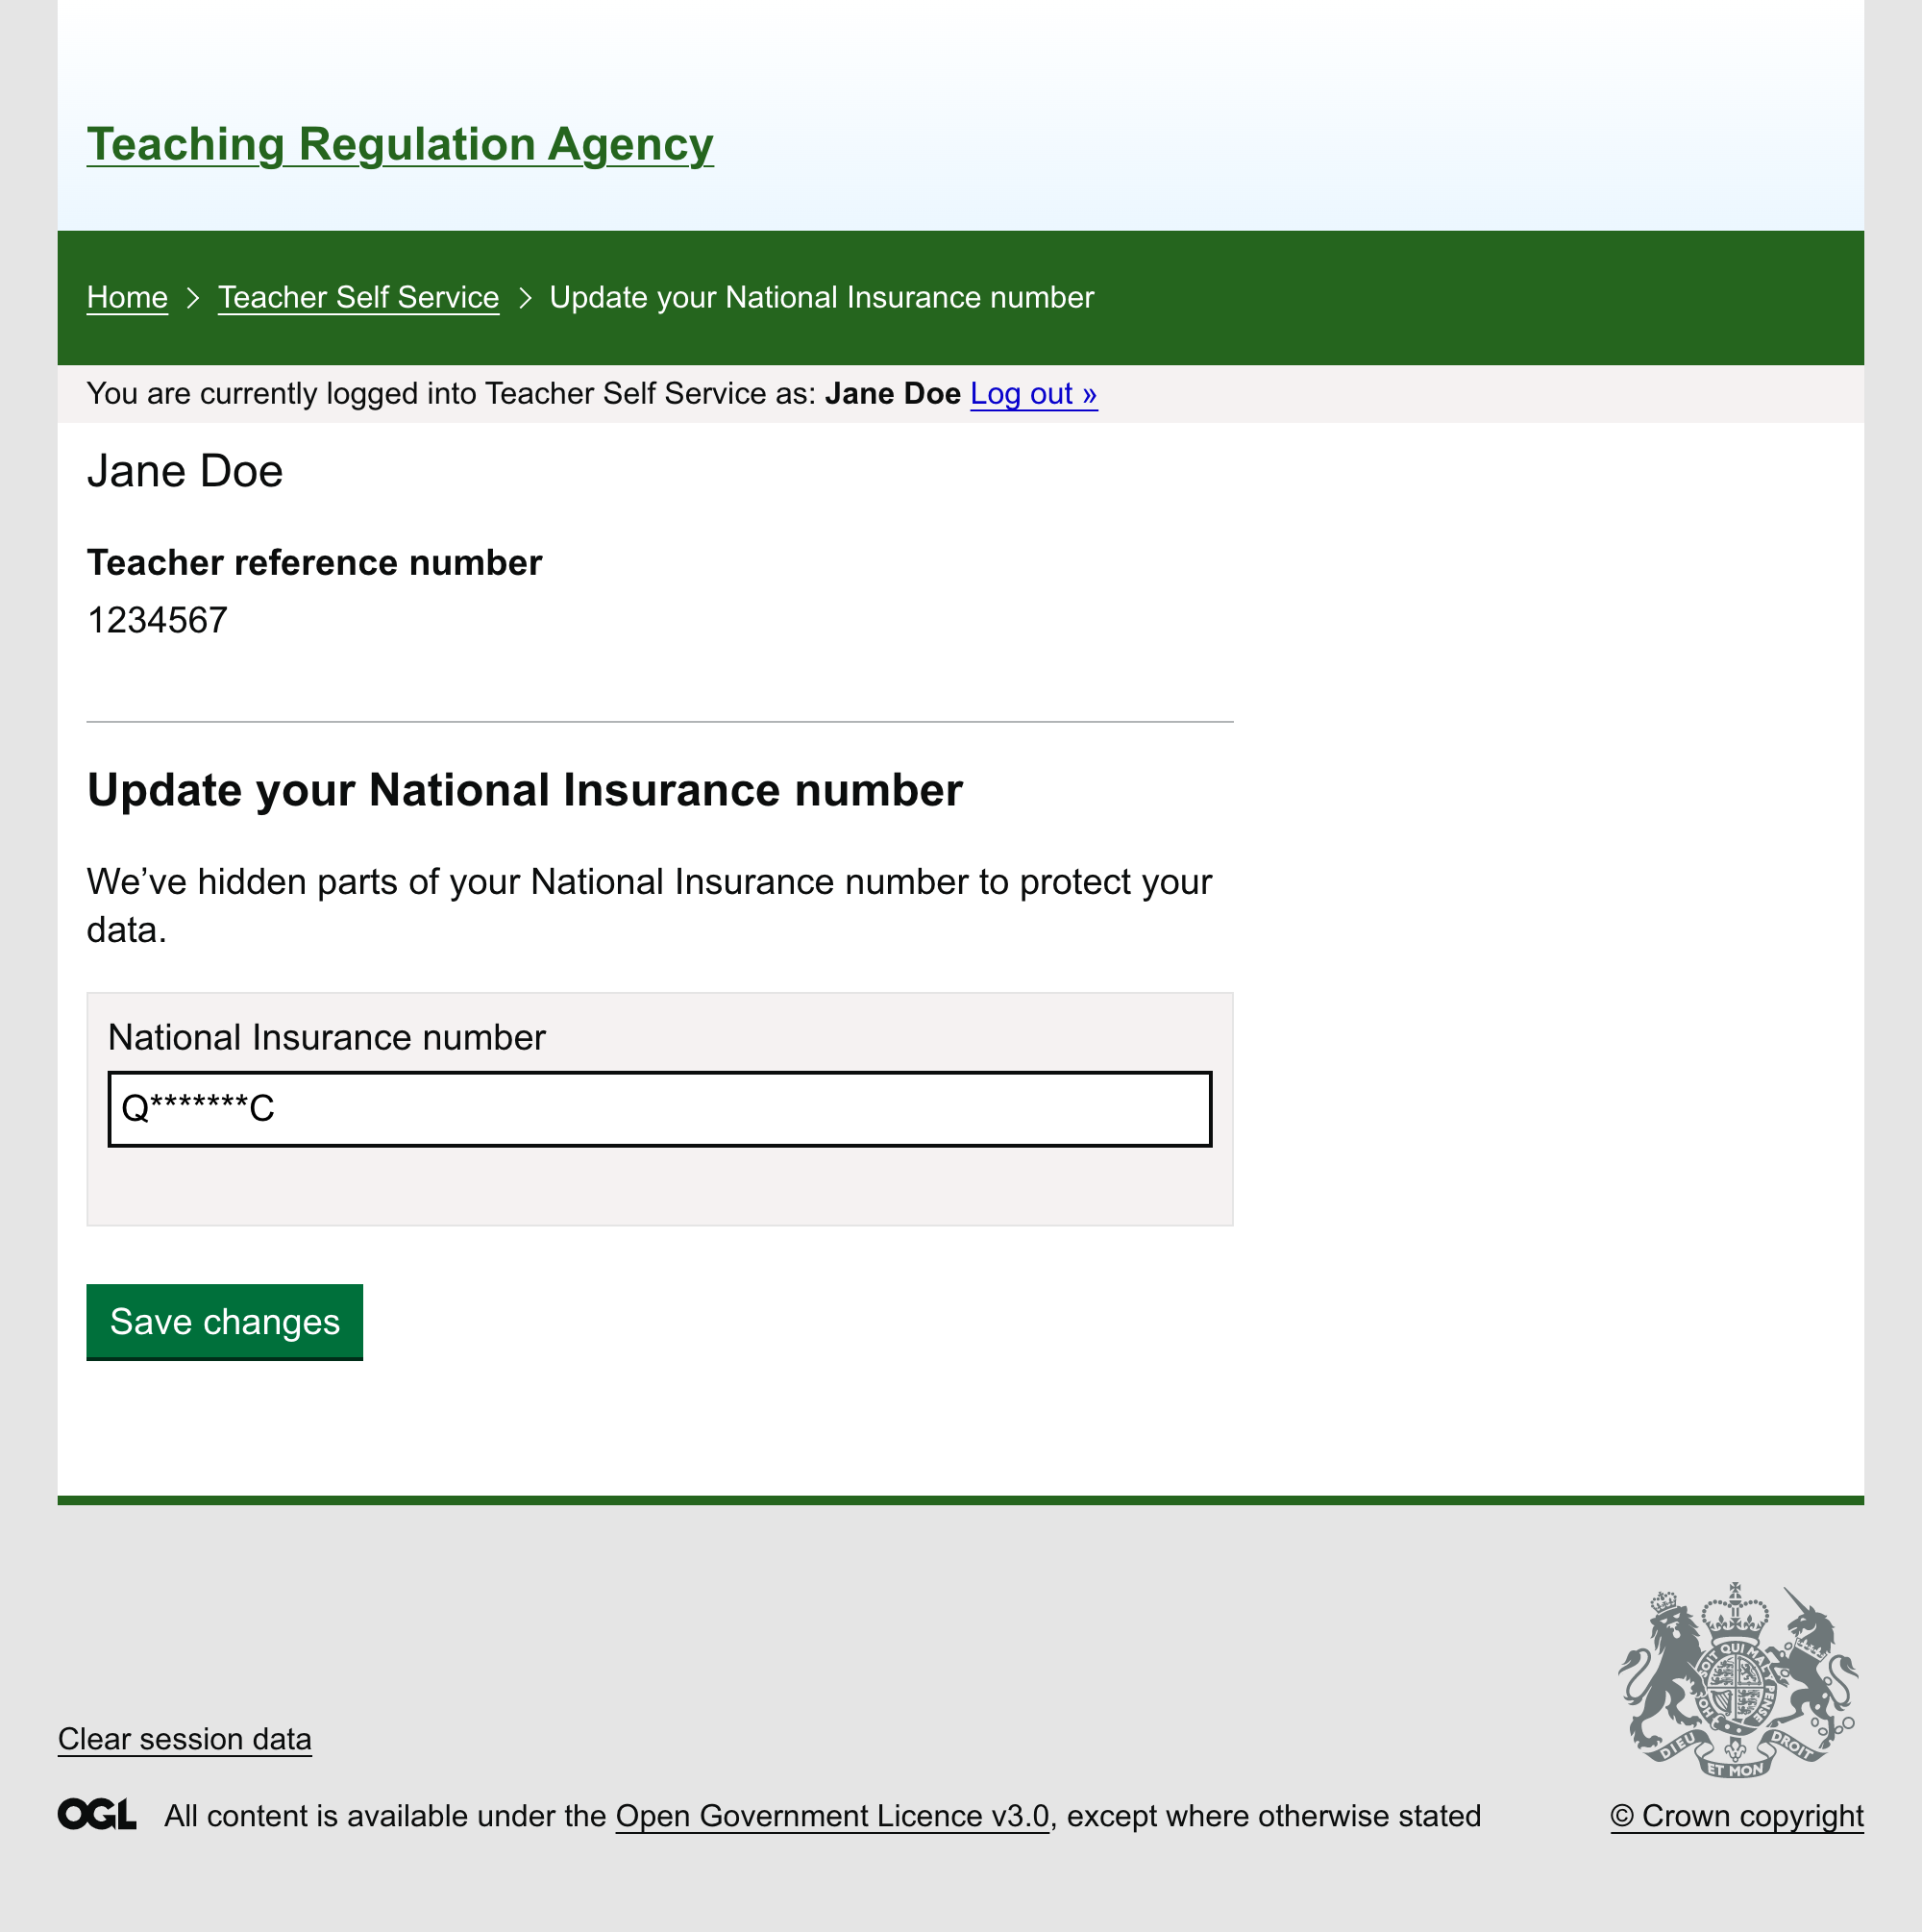 Teaching Regulation Agency
Home > Teacher Self Service > Update your National Insurance number
You are currently logged into Teacher Self Service as: Jane Doe Log out »
Jane Doe
Teacher reference number
1234567
Update your National Insurance number
We’ve hidden parts of your National Insurance number to protect your
data.
National Insurance number
Q*******C
Save changes
Clear session data
OGL All content is available under the Open Government Licence v3.0, except where otherwise stated
SOIT QUI MAL Y PENSE HON
DIEU ET MON DROIT
© Crown copyright